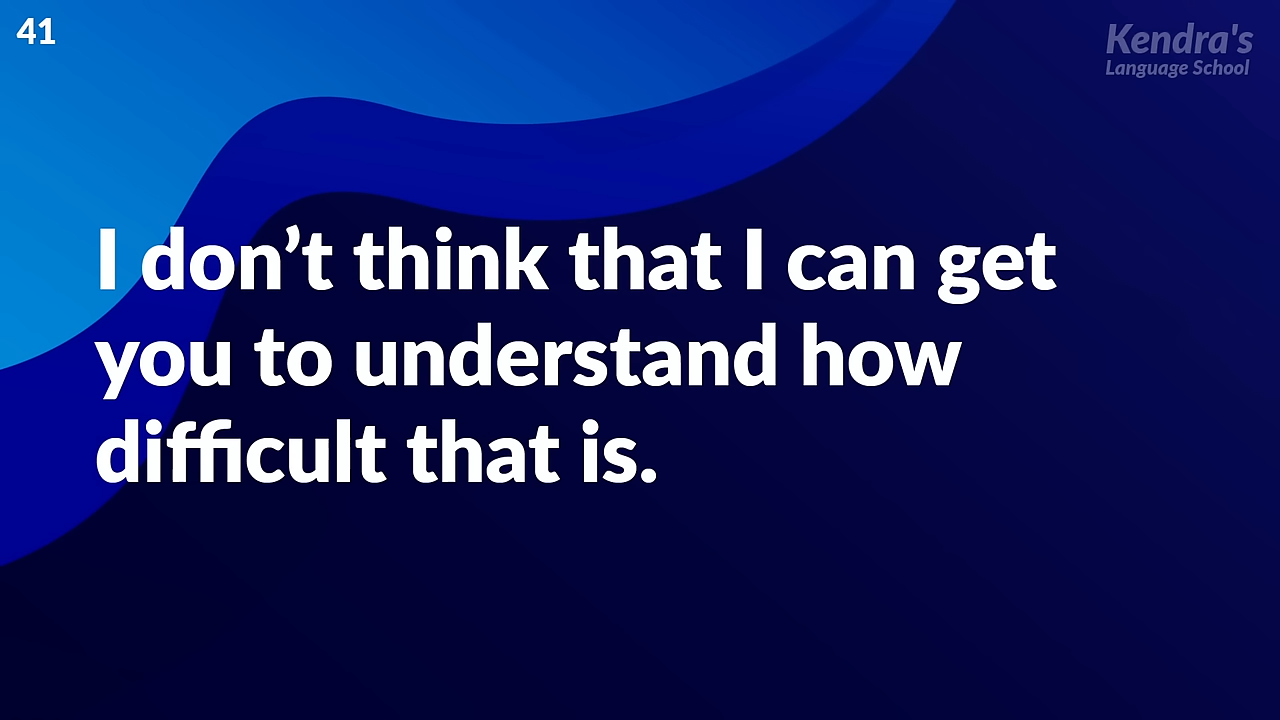 41
Kendra's
Language School
I don’t think that I can get
you to understand how
difficult that is.